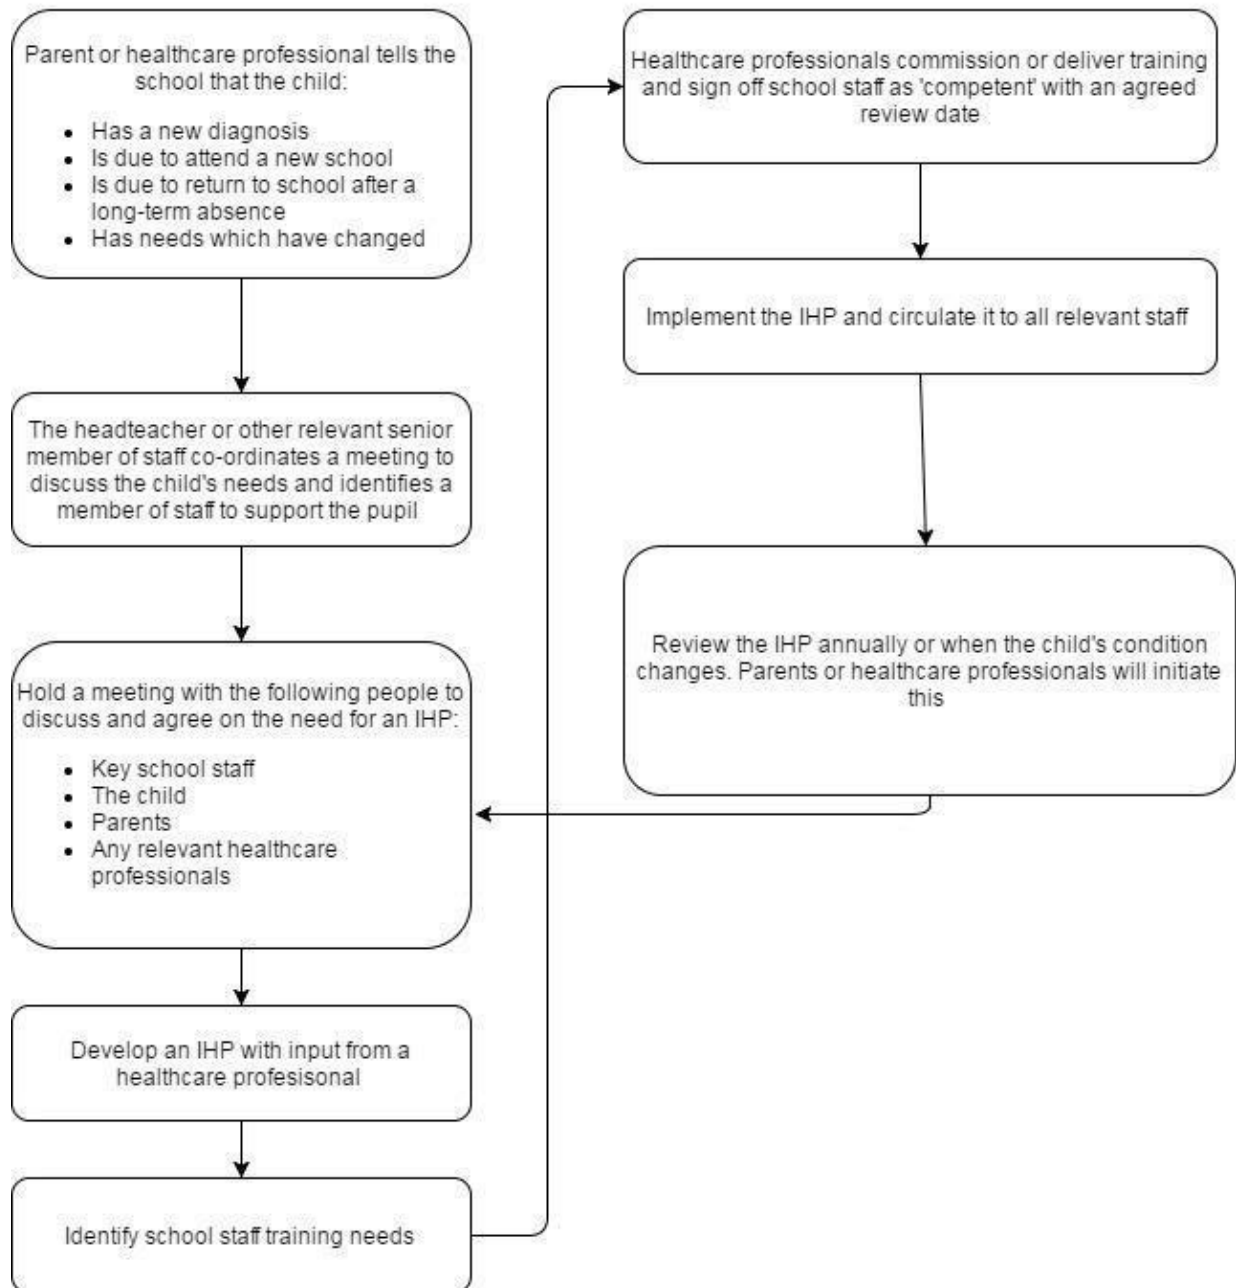 Parent or healthcare professional tells the
school that the child:
• Has a new diagnosis
• Is due to attend a new school
• Is due to return to school after a
long-term absence
• Has needs which have changed
The headteacher or other relevant senior
member of staff co-ordinates a meeting to
discuss the child's needs and identifies a
member of staff to support the pupil
Hold a meeting with the following people to
discuss and agree on the need for an IHP:
• Key school staff
• The child
• Parents
• Any relevant healthcare
professionals
Develop an IHP with input from a
healthcare profesisonal
Identify school staff training needs
Healthcare professionals commission or deliver training
and sign off school staff as 'competent' with an agreed
review date
Implement the IHP and circulate it to all relevant staff
Review the IHP annually or when the child's condition
changes. Parents or healthcare professionals will initiate
this